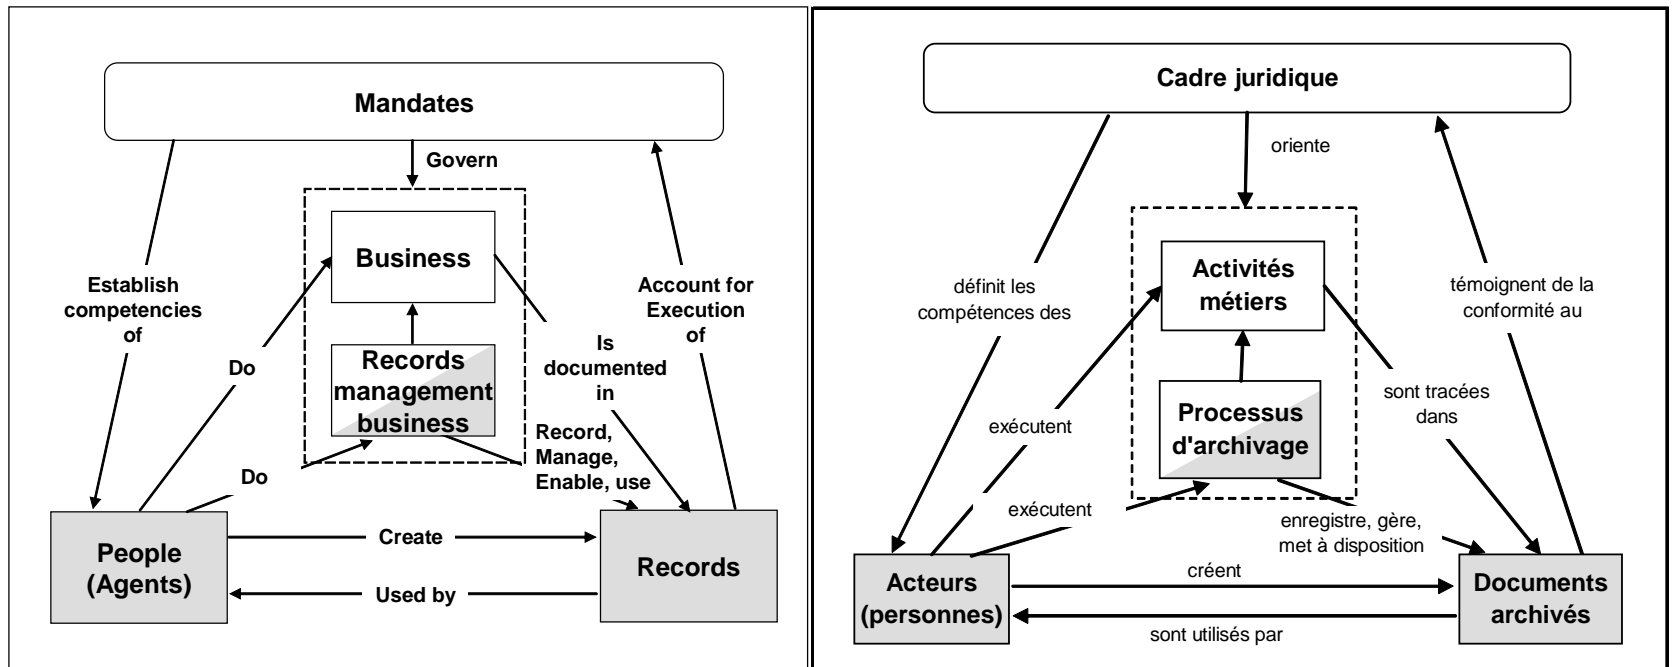 Mandates
Govern
Business
Establish
competencies
of
Account for
Execution
of
Do
Is
documented
in
Records
management
business
Record,
Manage,
Enable, use
Do
People
(Agents)
Create
Used by
Records
Cadre juridique
oriente
Activités
métiers
définit les
compétences des
témoignent de la
conformité au
sont tracées
dans
Processus
d'archivage
exécutent
exécutent
enregistre, gère,
met à disposition
Acteurs
(personnes)
créent
sont utilisés par
Documents
archivés